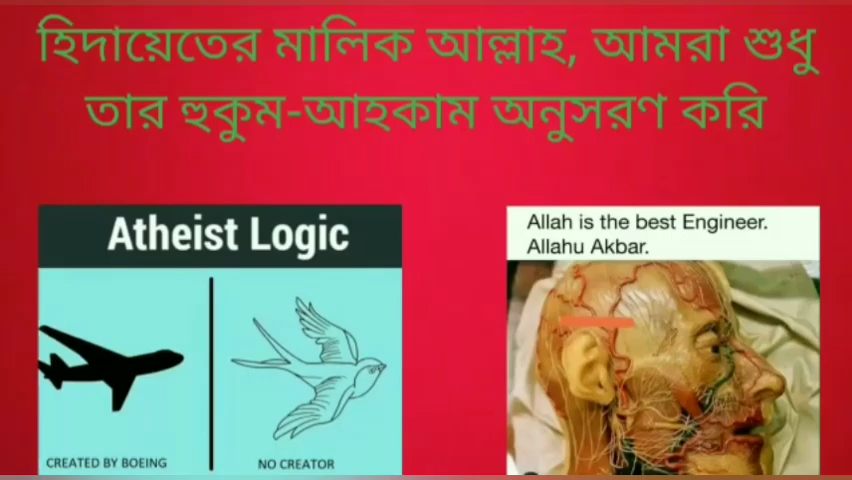 হিদায়েতের মালিক আল্লাহ, আমরা শুধু
তার হুকুম-আহকাম অনুসরণ করি
Atheist Logic
CREATED BY BOEING
NO CREATOR
Allah is the best Engineer.
Allahu Akbar.